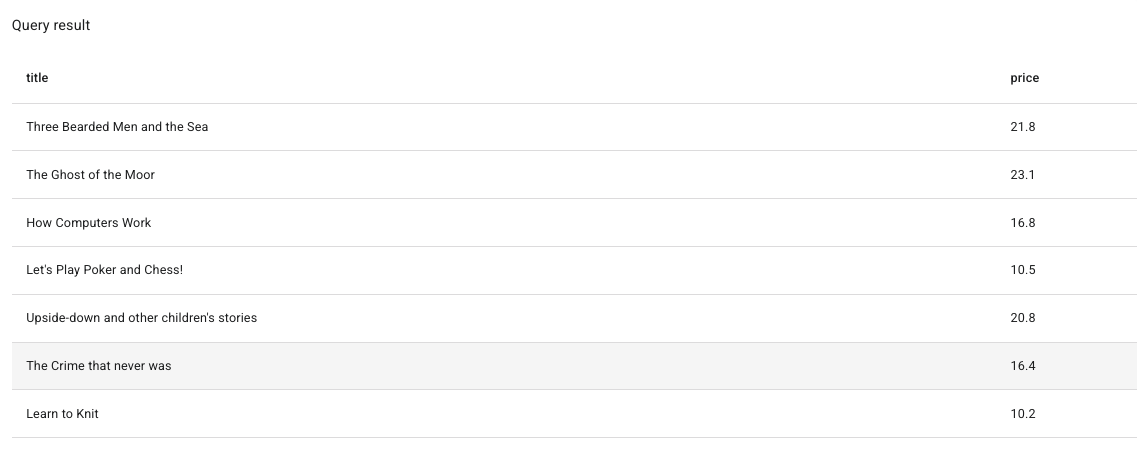 Query result
title price
Three Bearded Men and the Sea 21.8
The Ghost of the Moor 23.1
How Computers Work 16.8
Let's Play Poker and Chess! 10.5
Upside-down and other children's stories 20.8
The Crime that never was 16.4
Learn to Knit 10.2